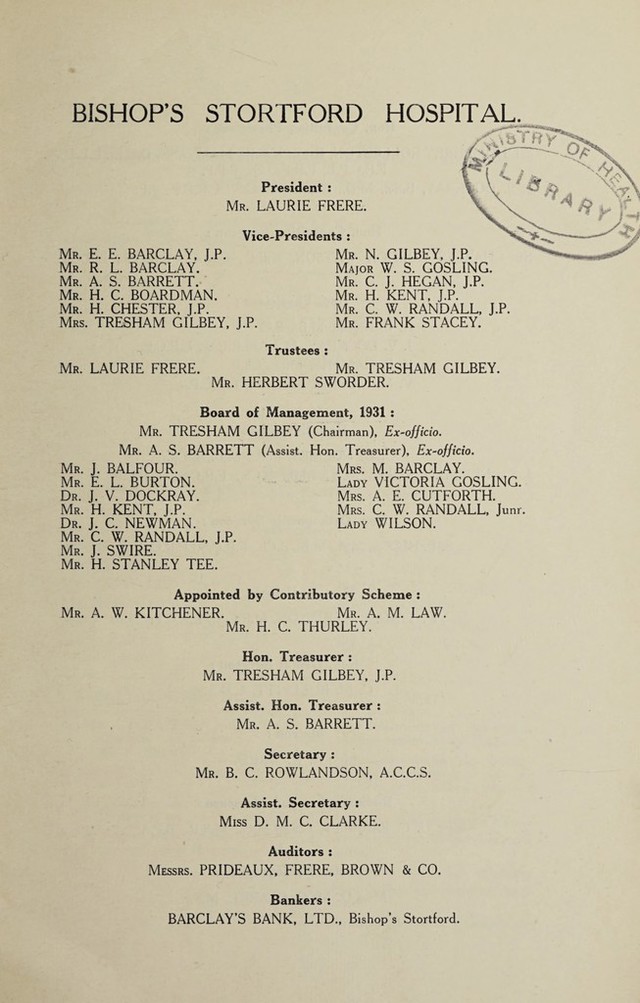 BISHOP'S STORTFORD HOSPITAL.
MINISTRY OF HEALTH
LIBRARY
President :
Mr. LAURIE FRERE.
Vice-Presidents :
Mr. E. E. BARCLAY, J.P.
Mr. R. L. BARCLAY.
Mr. A. S. BARRETT.
Mr. H. C. BOARDMAN.
Mr. H. CHESTER, J.P.
Mrs. TRESHAM GILBEY, J.P.
Mr. N. GILBEY, J.P.
Major W. S. GOSLING.
Mr. C. J. HEGAN, J.P.
Mr. H. KENT, J.P.
Mr. C. W. RANDALL, J.P.
Mr. FRANK STACEY.
Trustees :
Mr. LAURIE FRERE. Mr. TRESHAM GILBEY.
Mr. HERBERT SWORDER.
Board of Management, 1931 :
Mr. TRESHAM GILBEY (Chairman), Ex-officio.
Mr. A. S. BARRETT (Assist. Hon. Treasurer), Ex-officio.
Mr. J. BALFOUR.
Mr. E. L. BURTON.
Dr. J. V. DOCKRAY.
Mr. H. KENT, J.P.
Dr. J. C. NEWMAN.
Mr. C. W. RANDALL, J.P.
Mr. J. SWIRE.
Mr. H. STANLEY TEE.
Mrs. M. BARCLAY.
Lady VICTORIA GOSLING.
Mrs. A. E. CUTFORTH.
Mrs. C. W. RANDALL, Junr.
Lady WILSON.
Appointed by Contributory Scheme :
Mr. A. W. KITCHENER. Mr. A. M. LAW.
Mr. H. C. THURLEY.
Hon. Treasurer :
Mr. TRESHAM GILBEY, J.P.
Assist. Hon. Treasurer :
Mr. A. S. BARRETT.
Secretary :
Mr. B. C. ROWLANDSON, A.C.C.S.
Assist. Secretary :
Miss D. M. C. CLARKE.
Auditors :
Messrs. PRIDEAUX, FRERE, BROWN & CO.
Bankers :
BARCLAY'S BANK, LTD., Bishop's Stortford.